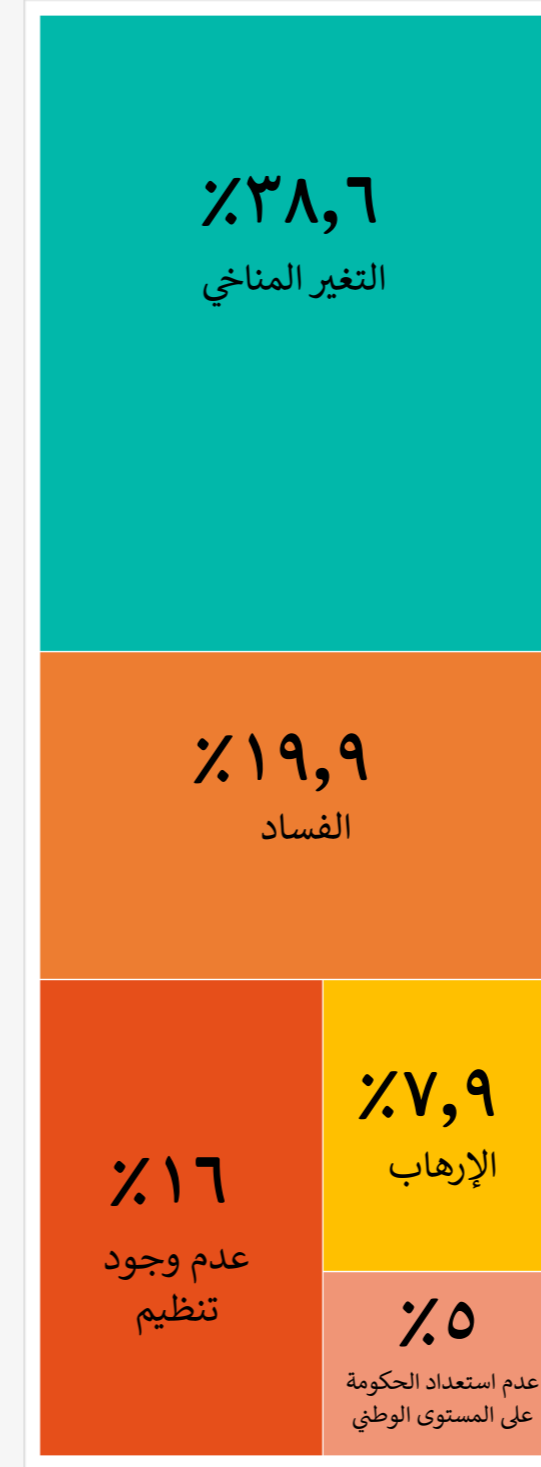 ٣٨,٦٪
التغير المناخي
١٩,٩٪
الفساد
٧,٩٪
الإرهاب
١٦٪
عدم وجود
تنظيم
٥٪
عدم استعداد الحكومة
على المستوى الوطني